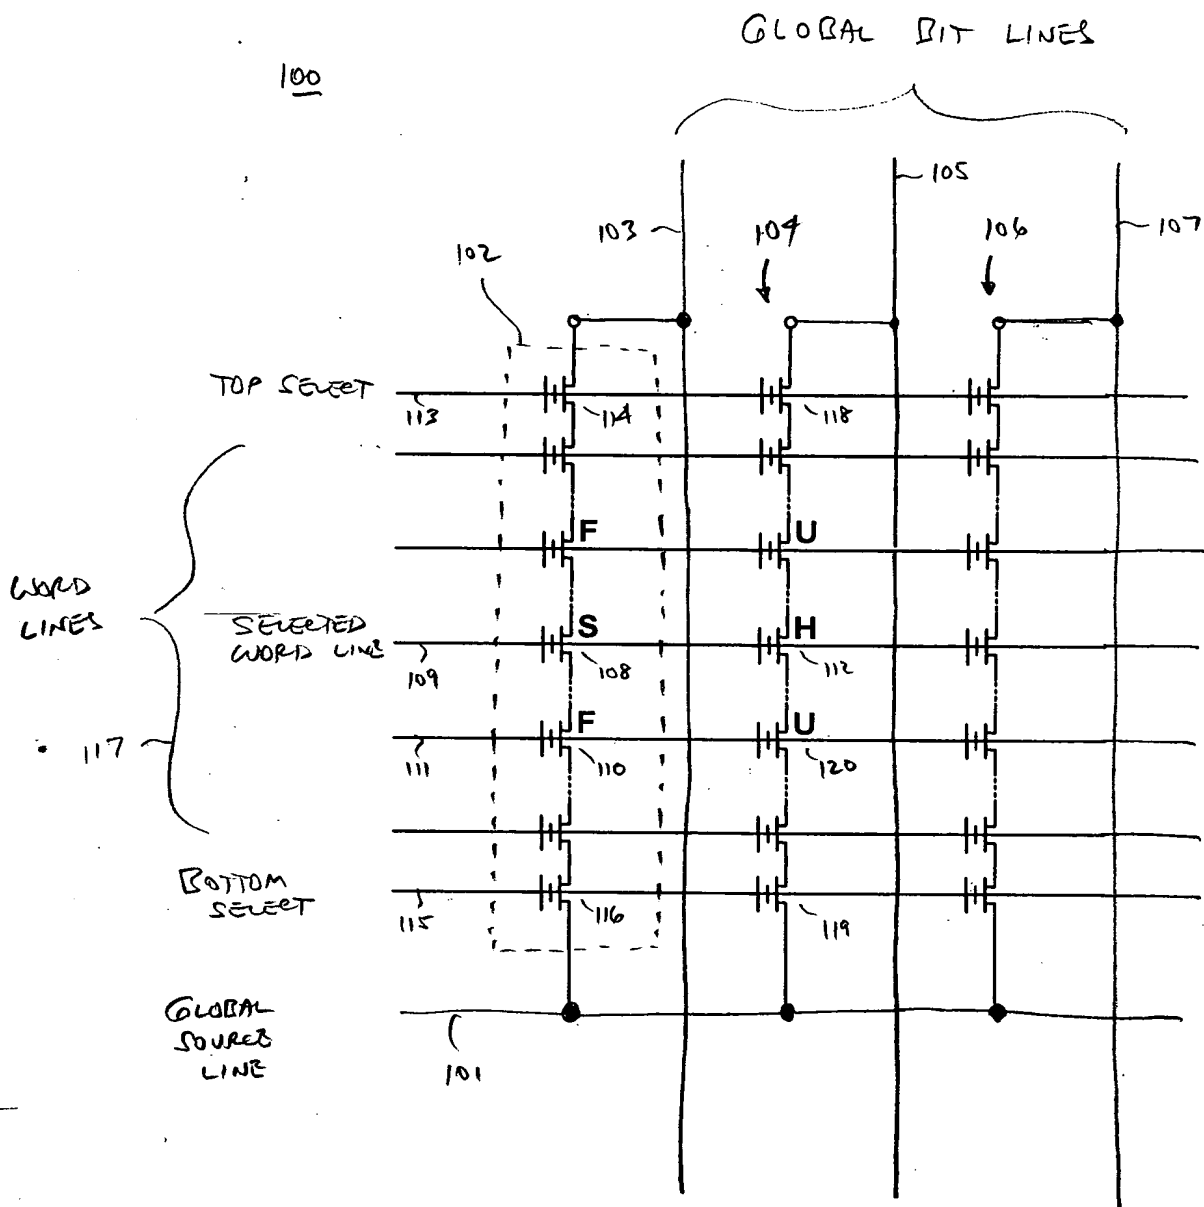 GLOBAL BIT LINES
100
105
103
104
106
107
102
TOP SELECT
113
114
118
F
U
WORD
LINES
SELECTED
WORD LINE
S
H
109
108
112
F
U
117
111
110
120
BOTTOM
SELECT
115
116
119
GLOBAL
SOURCE
LINE
101